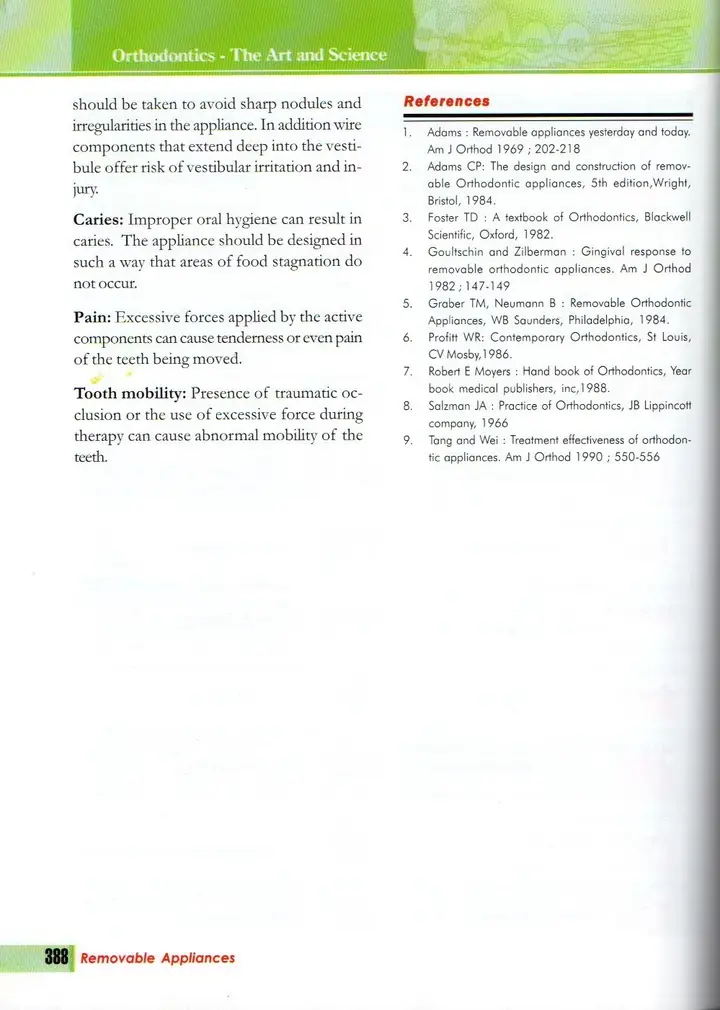 Orthodontics - The Art and Science
should be taken to avoid sharp nodules and
irregularities in the appliance. In addition wire
components that extend deep into the vesti-
bule offer risk of vestibular irritation and in-
jury.
Caries: Improper oral hygiene can result in
caries. The appliance should be designed in
such a way that areas of food stagnation do
not occur.
Pain: Excessive forces applied by the active
components can cause tenderness or even pain
of the teeth being moved.
Tooth mobility: Presence of traumatic oc-
clusion or the use of excessive force during
therapy can cause abnormal mobility of the
teeth.
References
1. Adams : Removable appliances yesterday and today.
Am J Orthod 1969 ; 202-218
2. Adams CP: The design and construction of remov-
able Orthodontic appliances, 5th edition,Wright,
Bristol, 1984.
3. Foster TD : A textbook of Orthodontics, Blackwell
Scientific, Oxford, 1982.
4. Goultschin and Zilberman : Gingival response to
removable orthodontic appliances. Am J Orthod
1982 ; 147-149
5. Graber TM, Neumann B : Removable Orthodontic
Appliances, WB Saunders, Philadelphia, 1984.
6. Profitt WR: Contemporary Orthodontics, St Louis,
CV Mosby,1986.
7. Robert E Moyers : Hand book of Orthodontics, Year
book medical publishers, inc,1988.
8. Salzman JA : Practice of Orthodontics, JB Lippincott
company, 1966
9. Tang and Wei : Treatment effectiveness of orthodon-
tic appliances. Am J Orthod 1990 ; 550-556
388 Removable Appliances